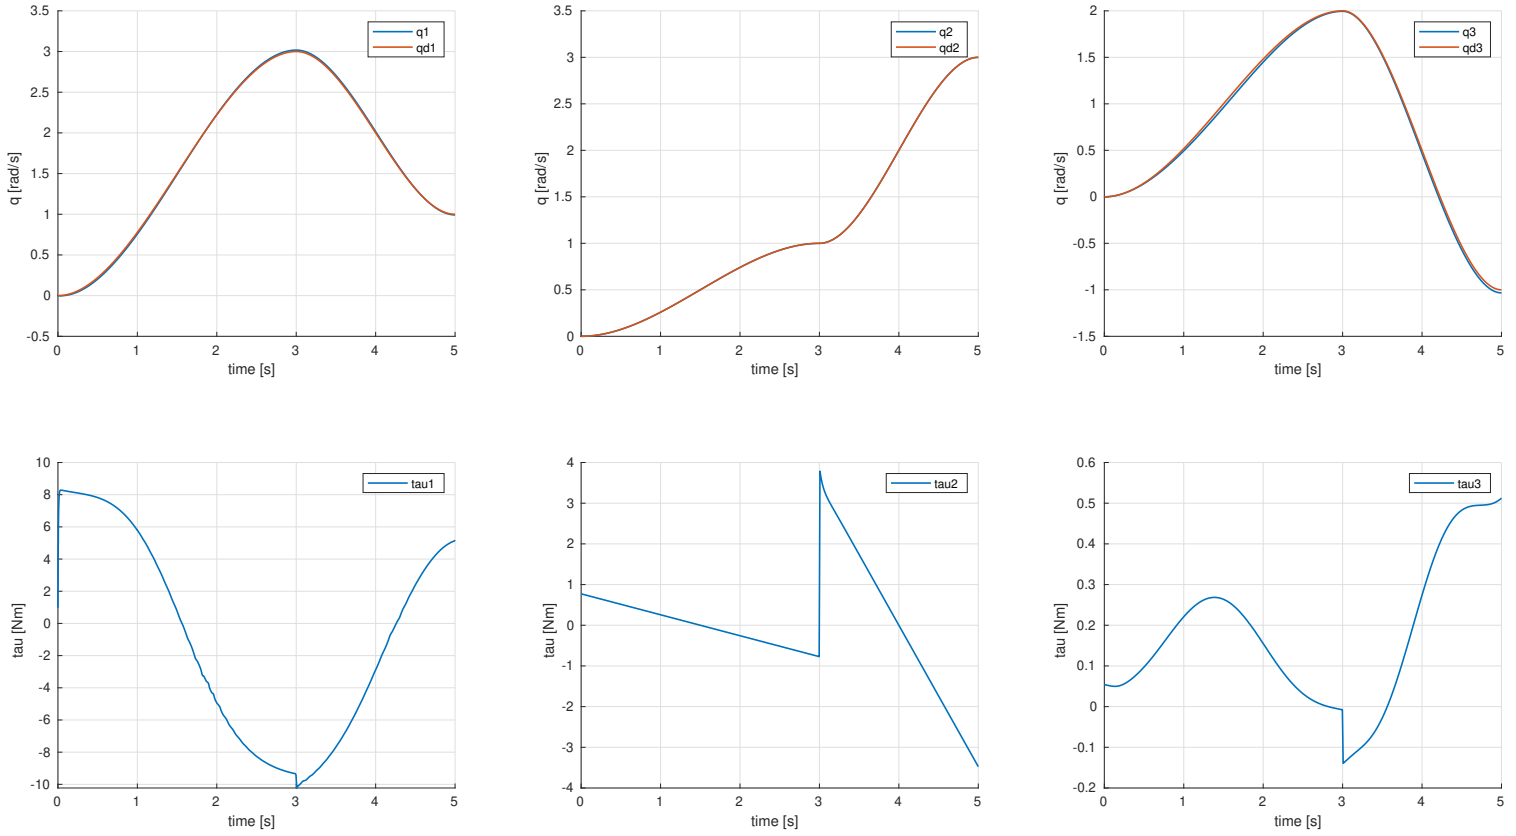 3.5
3
2.5
2
1.5
1
0.5
0
-0.5
q [rad/s]
q1
qd1
0 1 2 3 4 5
time [s]
3.5
3
2.5
2
1.5
1
0.5
0
q [rad/s]
q2
qd2
0 1 2 3 4 5
time [s]
2
1.5
1
0.5
0
-0.5
-1
-1.5
q [rad/s]
q3
qd3
0 1 2 3 4 5
time [s]
10
8
6
4
2
0
-2
-4
-6
-8
-10
tau [Nm]
tau1
0 1 2 3 4 5
time [s]
4
3
2
1
0
-1
-2
-3
-4
tau [Nm]
tau2
0 1 2 3 4 5
time [s]
0.6
0.5
0.4
0.3
0.2
0.1
0
-0.1
-0.2
tau [Nm]
tau3
0 1 2 3 4 5
time [s]